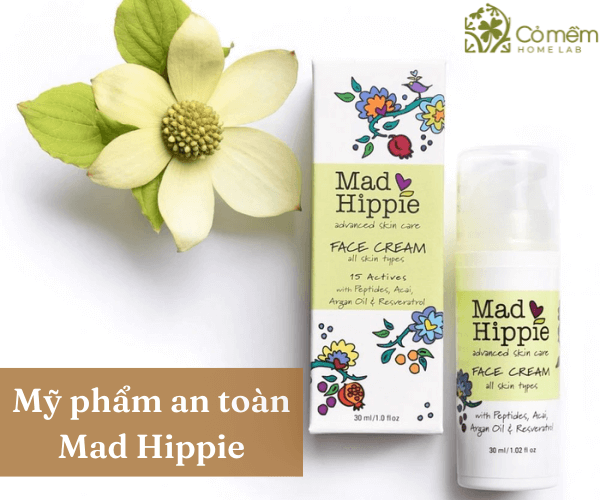 Cỏ mềm
HOME LAB
Mad
Hippie
advanced skin care
FACE CREAM
all skin types
15 Actives
with Peptides, Acai,
Argan Oil & Resveratrol
30 ml/1.0 fl oz
Mad
Hippie
advanced skin care
FACE CREAM
all skin types
with Peptides, Acai,
Argan Oil & Resveratrol
30 ml/1.02 fl oz
Mỹ phẩm an toàn
Mad Hippie